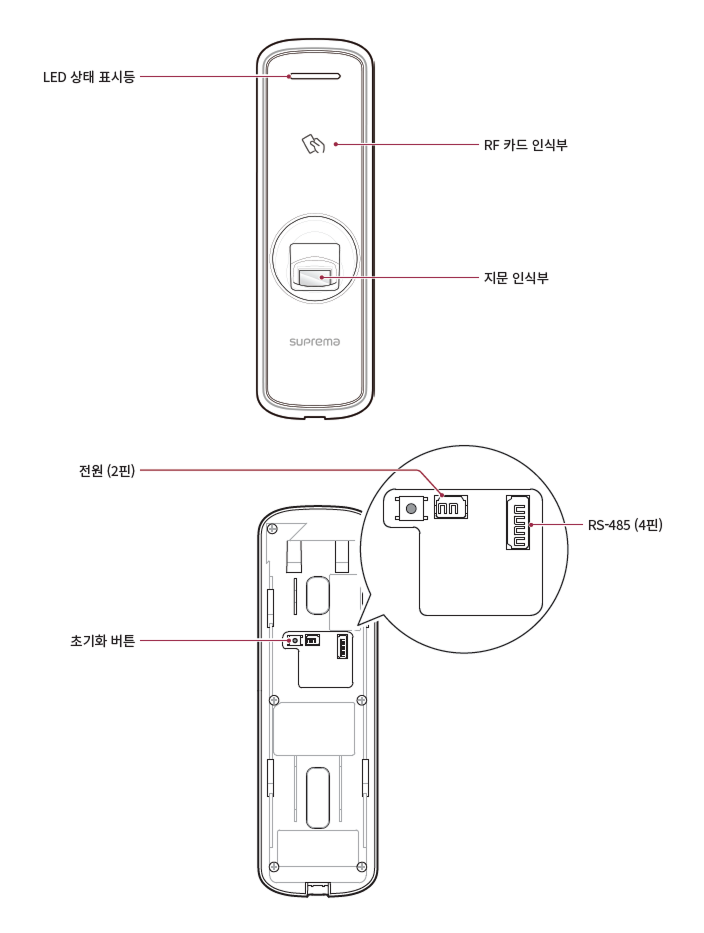 LED 상태 표시등
RF 카드 인식부
지문 인식부
suprema
전원 (2핀)
RS-485 (4핀)
초기화 버튼